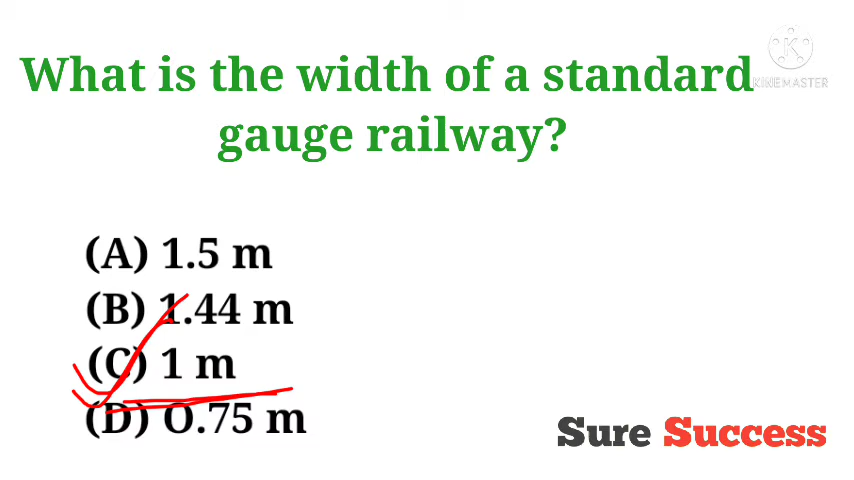 What is the width of a standard
KINEMASTER
gauge railway?
(A) 1.5 m
(B) 1.44 m
(C) 1 m
(D) 0.75 m
Sure Success